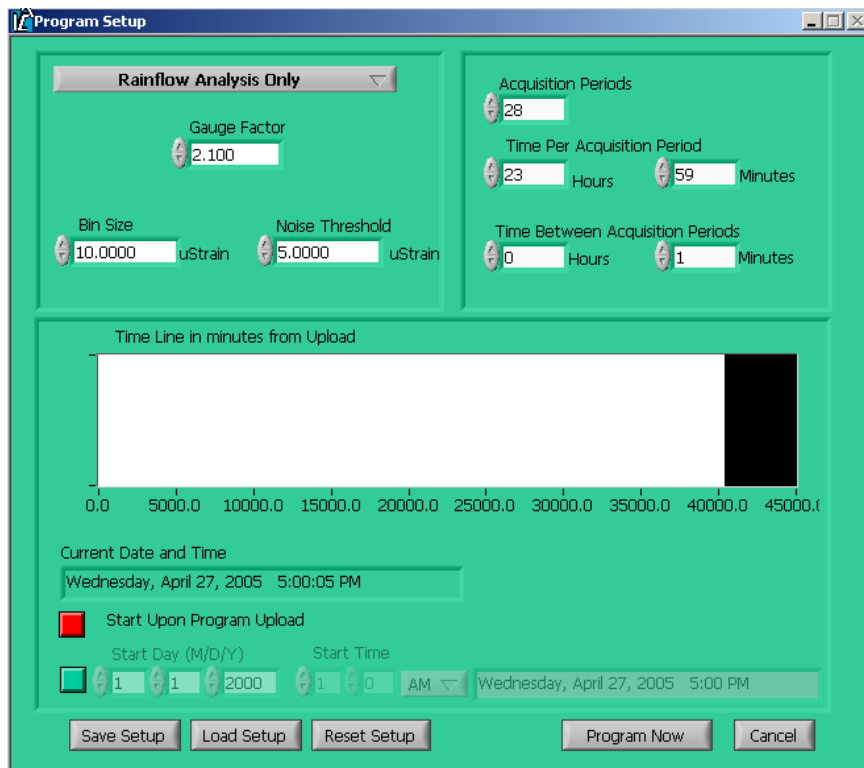 Program Setup
Rainflow Analysis Only
Gauge Factor
2.100
Bin Size
10.0000 uStrain
Noise Threshold
5.0000 uStrain
Acquisition Periods
28
Time Per Acquisition Period
23 Hours 59 Minutes
Time Between Acquisition Periods
0 Hours 1 Minutes
Time Line in minutes from Upload
0.0 5000.0 10000.0 15000.0 20000.0 25000.0 30000.0 35000.0 40000.0 45000.(
Current Date and Time
Wednesday, April 27, 2005 5:00:05 PM
Start Upon Program Upload
Start Day (M/D/Y) Start Time
1 1 2000 1 0 AM Wednesday, April 27, 2005 5:00 PM
Save Setup Load Setup Reset Setup Program Now Cancel